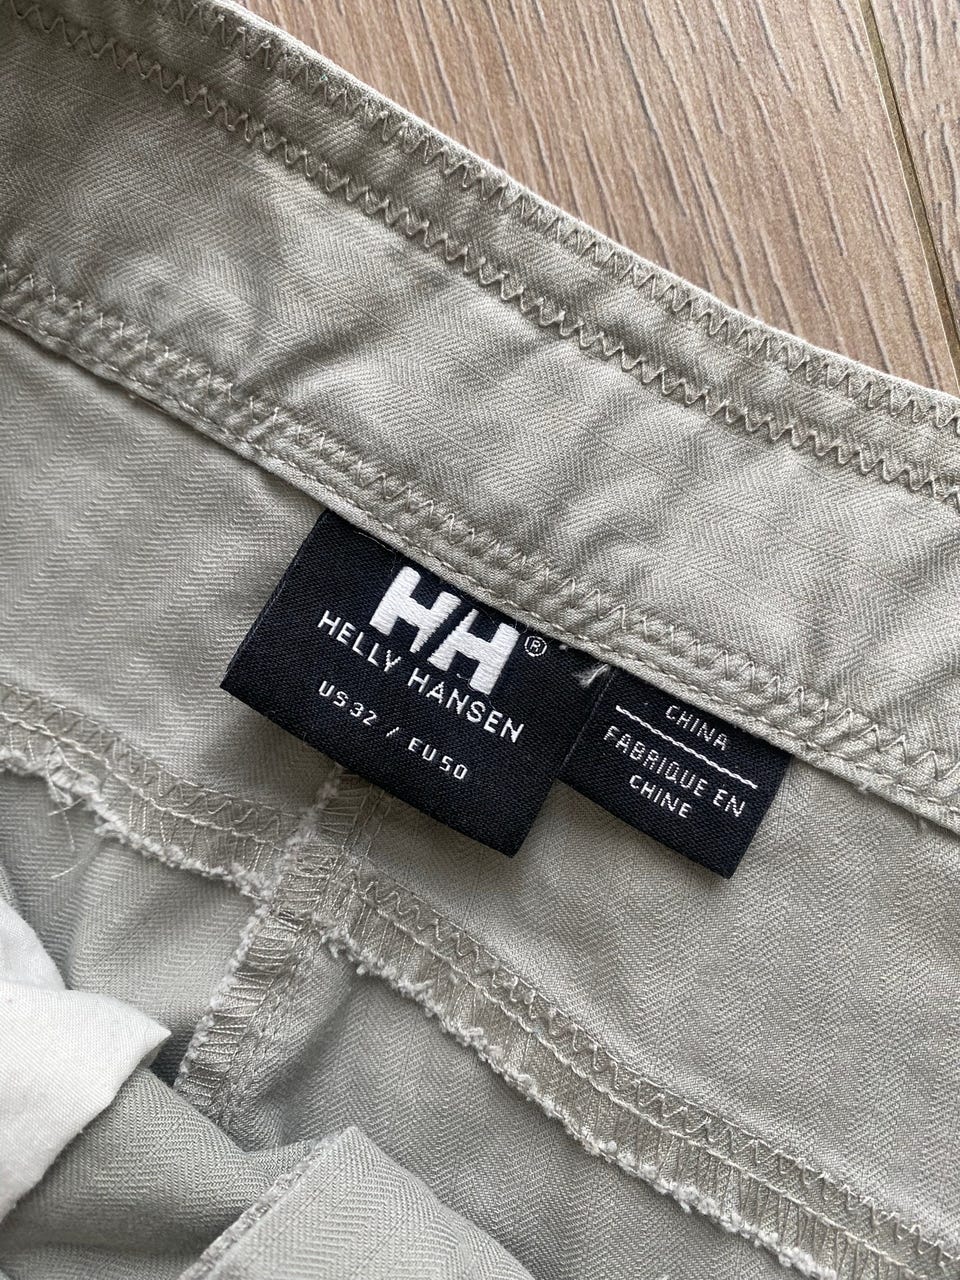 HH®
HELLY HANSEN
US32 / EU50
CHINA
FABRIQUE EN
CHINE